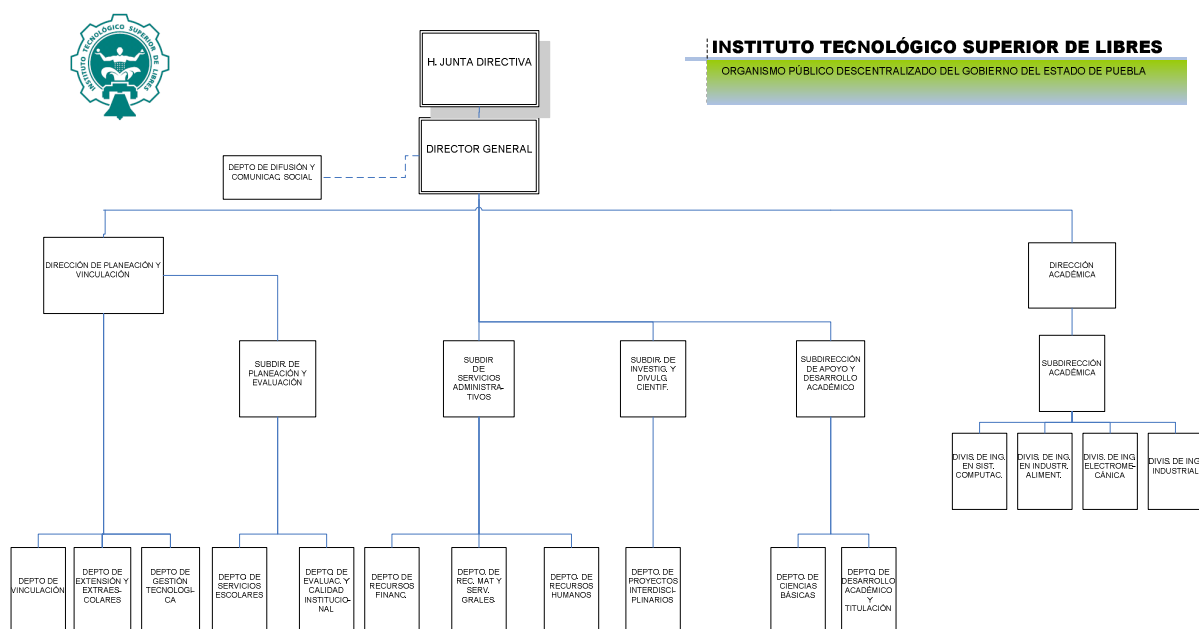 INSTITUTO TECNOLÓGICO SUPERIOR DE LIBRES
H. JUNTA DIRECTIVA
INSTITUTO TECNOLÓGICO SUPERIOR DE LIBRES
ORGANISMO PÚBLICO DESCENTRALIZADO DEL GOBIERNO DEL ESTADO DE PUEBLA
DIRECTOR GENERAL
DEPTO DE DIFUSIÓN Y
COMUNICAC. SOCIAL
DIRECCIÓN DE PLANEACIÓN Y
VINCULACIÓN
DIRECCIÓN
ACADÉMICA
SUBDIR. DE
PLANEACIÓN Y
EVALUACIÓN
SUBDIR
DE
SERVICIOS
ADMINISTRA-
TIVOS
SUBDIR. DE
INVESTIG. Y
DIVULG.
CIENTIF.
SUBDIRECCIÓN
DE APOYO Y
DESARROLLO
ACADÉMICO
SUBDIRECCIÓN
ACADÉMICA
DIVIS. DE ING.
EN SIST.
COMPUTAC.
DIVIS. DE ING.
EN INDUSTR.
ALIMENT.
DIVIS. DE ING.
ELECTROME-
CÁNICA
DIVIS. DE ING.
INDUSTRIAL
DEPTO DE
VINCULACIÓN
DEPTO. DE
EXTENSIÓN Y
EXTRAES-
COLARES
DEPTO DE
GESTIÓN
TECNOLOGI-
CA
DEPTO. DE
SERVICIOS
ESCOLARES
DEPTO. DE
EVALUAC. Y
CALIDAD
INSTITUCIO-
NAL
DEPTO DE
RECURSOS
FINANC.
DEPTO. DE
REC. MAT Y
SERV.
GRALES.
DEPTO. DE
RECURSOS
HUMANOS
DEPTO. DE
PROYECTOS
INTERDISCI-
PLINARIOS
DEPTO. DE
CIENCIAS
BÁSICAS
DEPTO. DE
DESARROLLO
ACADÉMICO
Y
TITULACIÓN